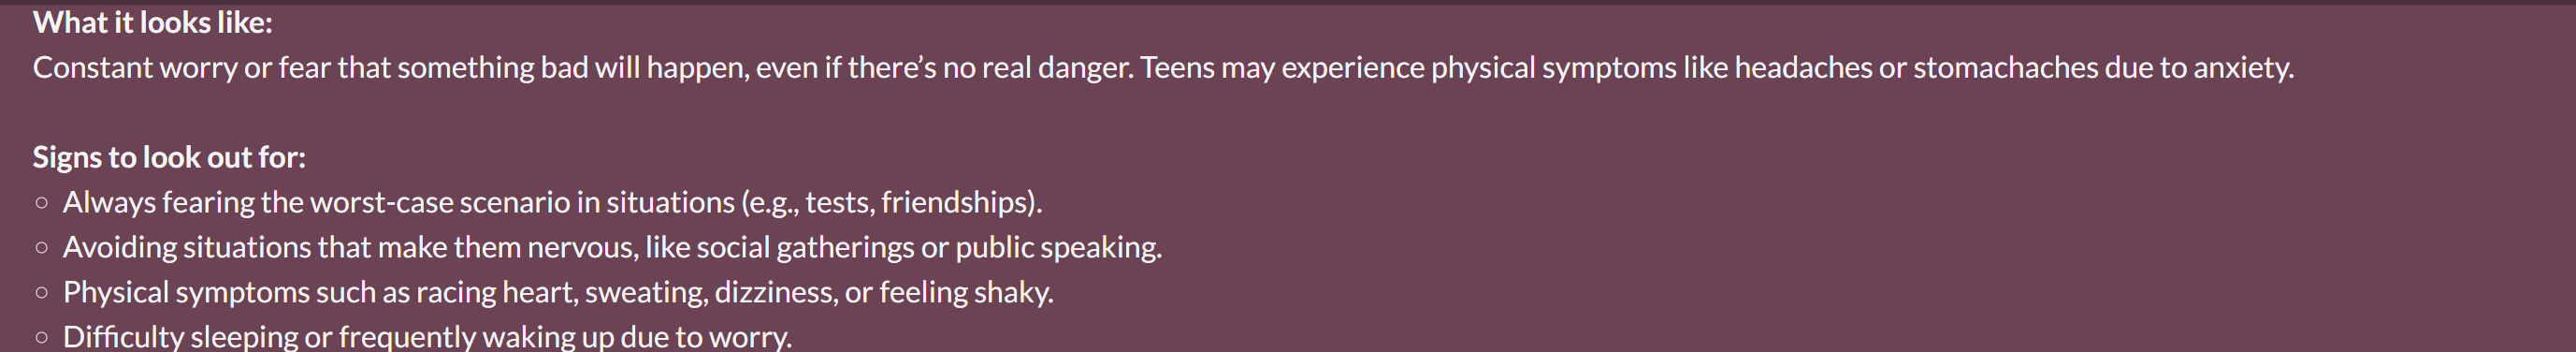 What it looks like:
Constant worry or fear that something bad will happen, even if there’s no real danger. Teens may experience physical symptoms like headaches or stomachaches due to anxiety.
Signs to look out for:
○ Always fearing the worst-case scenario in situations (e.g., tests, friendships).
○ Avoiding situations that make them nervous, like social gatherings or public speaking.
○ Physical symptoms such as racing heart, sweating, dizziness, or feeling shaky.
○ Difficulty sleeping or frequently waking up due to worry.